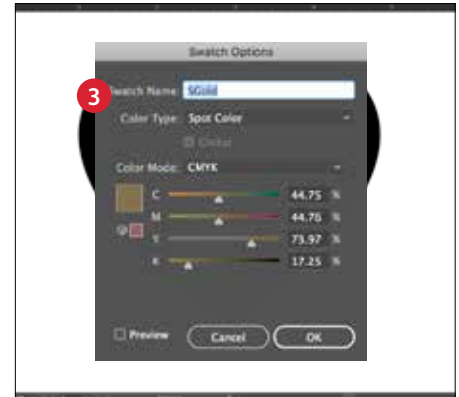 Swatch Options
3
Swatch Name: SGold
Color Type: Spot Color
Global
Color Mode: CMYK
C 44.75 %
M 44.76 %
Y 73.97 %
K 17.25 %
Preview Cancel OK